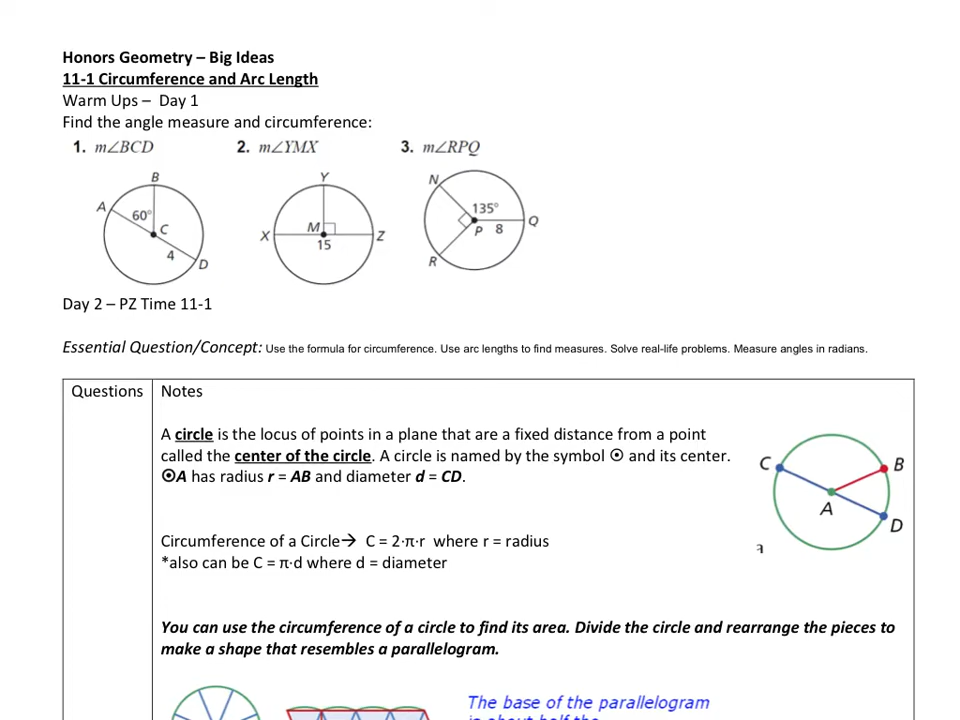 Honors Geometry – Big Ideas
11-1 Circumference and Arc Length
Warm Ups – Day 1
Find the angle measure and circumference:
1. m∠BCD 2. m∠YMX 3. m∠RPQ
A B 60° C 4 D
Y X M 15 Z
N 135° P 8 Q R
Day 2 – PZ Time 11-1
Essential Question/Concept: Use the formula for circumference. Use arc lengths to find measures. Solve real-life problems. Measure angles in radians.
Questions
Notes
A circle is the locus of points in a plane that are a fixed distance from a point
called the center of the circle. A circle is named by the symbol ⊙ and its center.
⊙A has radius r = AB and diameter d = CD.
C B A D
Circumference of a Circle→ C = 2·π·r where r = radius
*also can be C = π·d where d = diameter
You can use the circumference of a circle to find its area. Divide the circle and rearrange the pieces to
make a shape that resembles a parallelogram.
The base of the parallelogram
is about half the